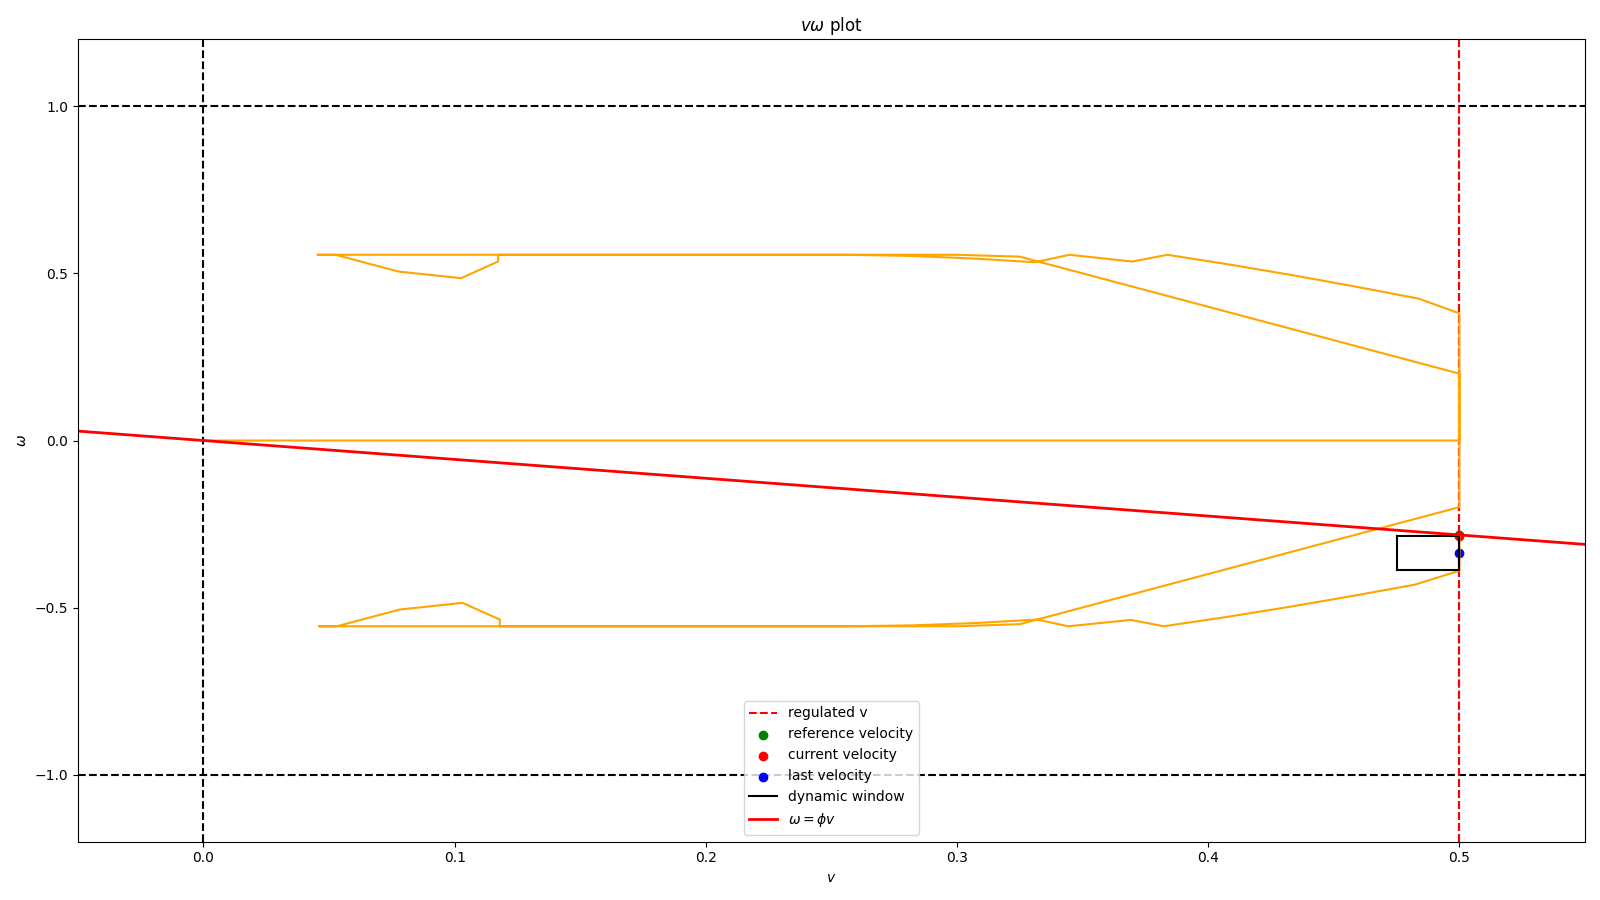 vω plot
1.0
0.5
0.0
−0.5
−1.0
ω
0.0 0.1 0.2 0.3 0.4 0.5
v
regulated v
reference velocity
current velocity
last velocity
dynamic window
ω = ϕv